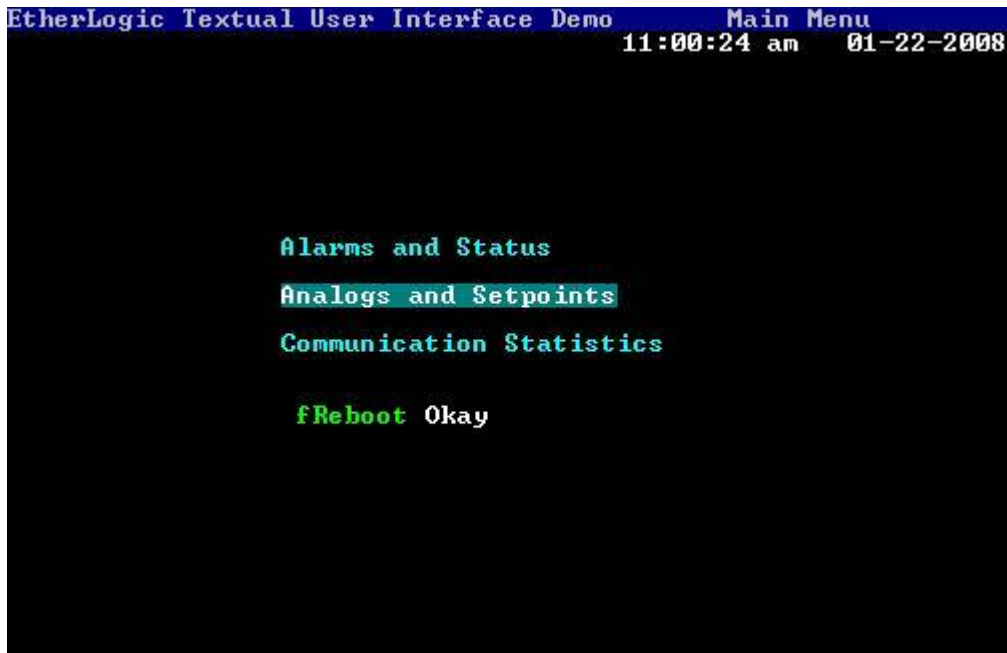 EtherLogic Textual User Interface Demo Main Menu
11:00:24 am 01-22-2008
Alarms and Status
Analogs and Setpoints
Communication Statistics
fReboot Okay